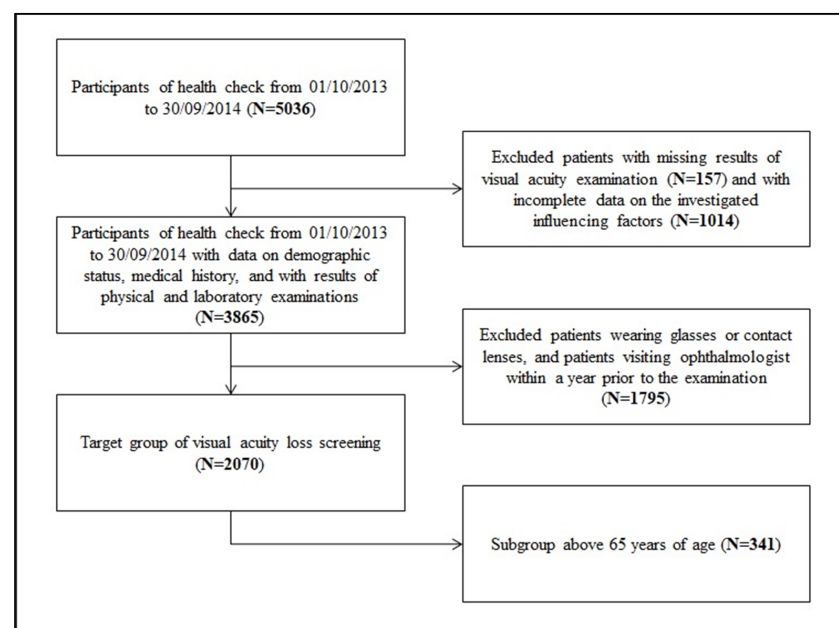 Participants of health check from 01/10/2013
to 30/09/2014 (N=5036)
Excluded patients with missing results of
visual acuity examination (N=157) and with
incomplete data on the investigated
influencing factors (N=1014)
Participants of health check from 01/10/2013
to 30/09/2014 with data on demographic
status, medical history, and with results of
physical and laboratory examinations
(N=3865)
Excluded patients wearing glasses or contact
lenses, and patients visiting ophthalmologist
within a year prior to the examination
(N=1795)
Target group of visual acuity loss screening
(N=2070)
Subgroup above 65 years of age (N=341)